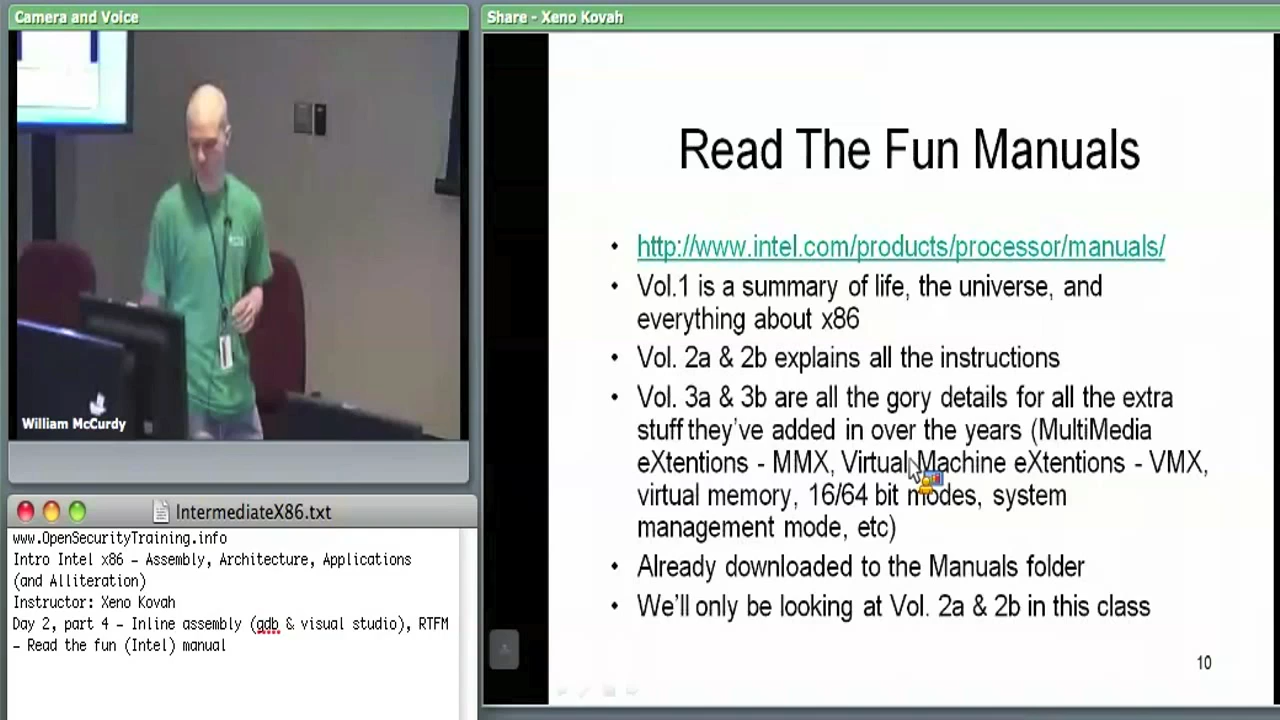 Camera and Voice
William McCurdy
IntermediateX86.txt
www.OpenSecurityTraining.info
Intro Intel x86 – Assembly, Architecture, Applications
(and Alliteration)
Instructor: Xeno Kovah
Day 2, part 4 – Inline assembly (gdb & visual studio), RTFM
– Read the fun (Intel) manual
Share - Xeno Kovah
Read The Fun Manuals
• http://www.intel.com/products/processor/manuals/
• Vol.1 is a summary of life, the universe, and
everything about x86
• Vol. 2a & 2b explains all the instructions
• Vol. 3a & 3b are all the gory details for all the extra
stuff they've added in over the years (MultiMedia
eXtentions - MMX, Virtual Machine eXtentions - VMX,
virtual memory, 16/64 bit modes, system
management mode, etc)
• Already downloaded to the Manuals folder
• We'll only be looking at Vol. 2a & 2b in this class
10